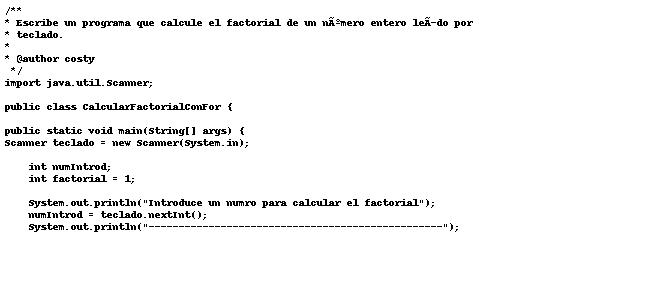 /**
* Escribe un programa que calcule el factorial de un nÃºmero entero leÃ-do por
* teclado.
*
* @author costy
*/
import java.util.Scanner;
public class CalcularFactorialConFor {
public static void main(String[] args) {
Scanner teclado = new Scanner(System.in);
int numIntrod;
int factorial = 1;
System.out.println("Introduce un numro para calcular el factorial");
numIntrod = teclado.nextInt();
System.out.println("-------------------------------------------------");